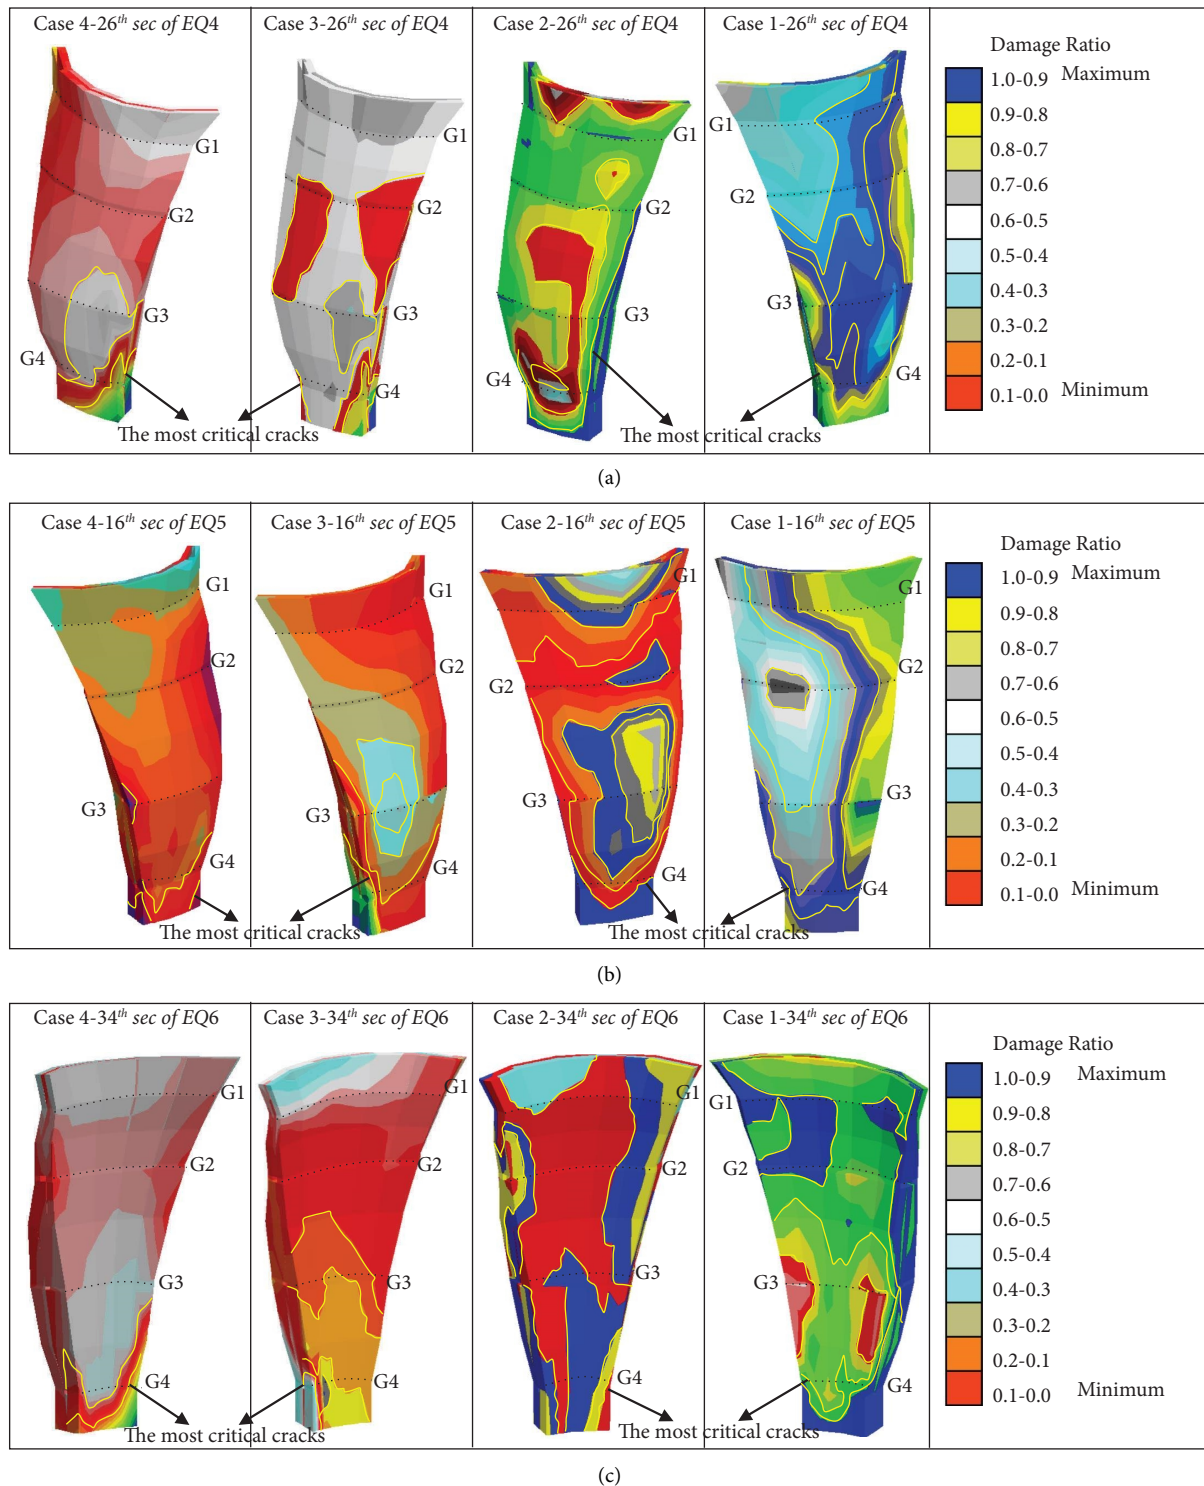 Case 4-26th sec of EQ4
Case 3-26th sec of EQ4
Case 2-26th sec of EQ4
Case 1-26th sec of EQ4
Damage Ratio
1.0-0.9 Maximum
0.9-0.8
0.8-0.7
0.7-0.6
0.6-0.5
0.5-0.4
0.4-0.3
0.3-0.2
0.2-0.1
0.1-0.0 Minimum
G1
G2
G3
G4
G1
G2
G3
G4
G1
G2
G3
G4
G1
G2
G3
G4
The most critical cracks
The most critical cracks
(a)
Case 4-16th sec of EQ5
Case 3-16th sec of EQ5
Case 2-16th sec of EQ5
Case 1-16th sec of EQ5
Damage Ratio
1.0-0.9 Maximum
0.9-0.8
0.8-0.7
0.7-0.6
0.6-0.5
0.5-0.4
0.4-0.3
0.3-0.2
0.2-0.1
0.1-0.0 Minimum
G1
G2
G3
G4
G1
G2
G3
G4
G1
G2
G3
G4
G1
G2
G3
G4
The most critical cracks
The most critical cracks
(b)
Case 4-34th sec of EQ6
Case 3-34th sec of EQ6
Case 2-34th sec of EQ6
Case 1-34th sec of EQ6
Damage Ratio
1.0-0.9 Maximum
0.9-0.8
0.8-0.7
0.7-0.6
0.6-0.5
0.5-0.4
0.4-0.3
0.3-0.2
0.2-0.1
0.1-0.0 Minimum
G1
G2
G3
G4
G1
G2
G3
G4
G1
G2
G3
G4
The most critical cracks
The most critical cracks
(c)